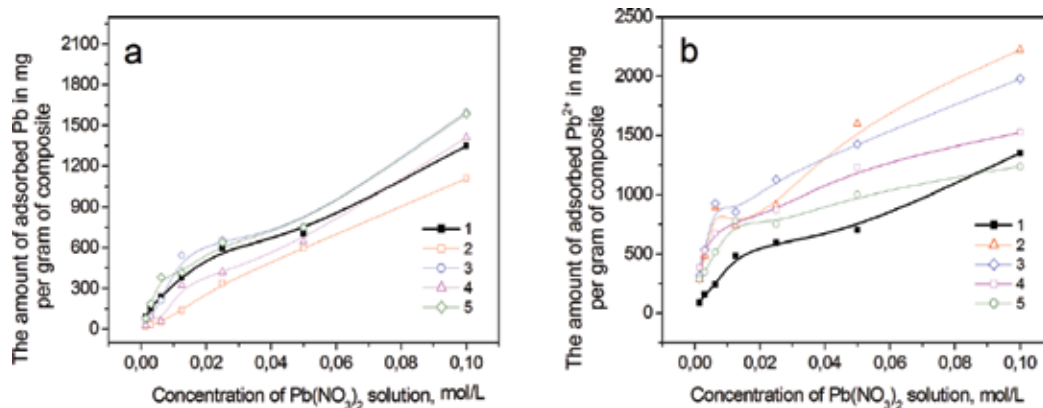 The amount of adsorbed Pb in mg
per gram of composite
2100
1800
1500
1200
900
600
300
0
a
1
2
3
4
5
0,00 0,02 0,04 0,06 0,08 0,10
Concentration of Pb(NO₃)₂ solution, mol/L
The amount of adsorbed Pb²⁺ in mg
per gram of composite
2500
2000
1500
1000
500
0
b
1
2
3
4
5
0,00 0,02 0,04 0,06 0,08 0,10
Concentration of Pb(NO₃)₂ solution, mol/L